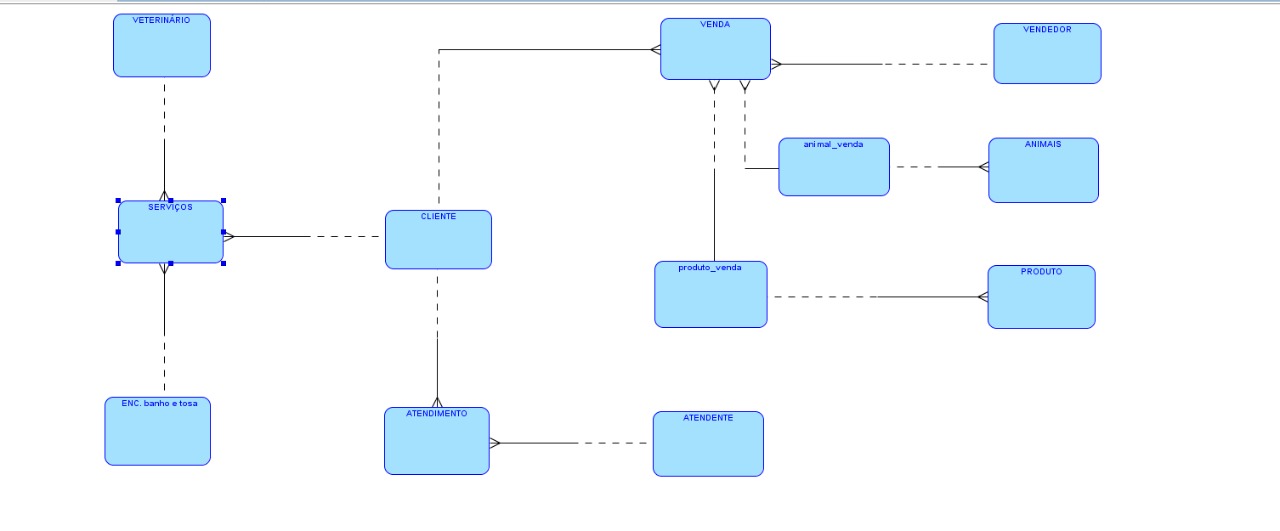 VETERINÁRIO
VENDA
VENDEDOR
animal_venda
ANIMAIS
SERVIÇOS
CLIENTE
produto_venda
PRODUTO
ENC. banho e tosa
ATENDIMENTO
ATENDENTE